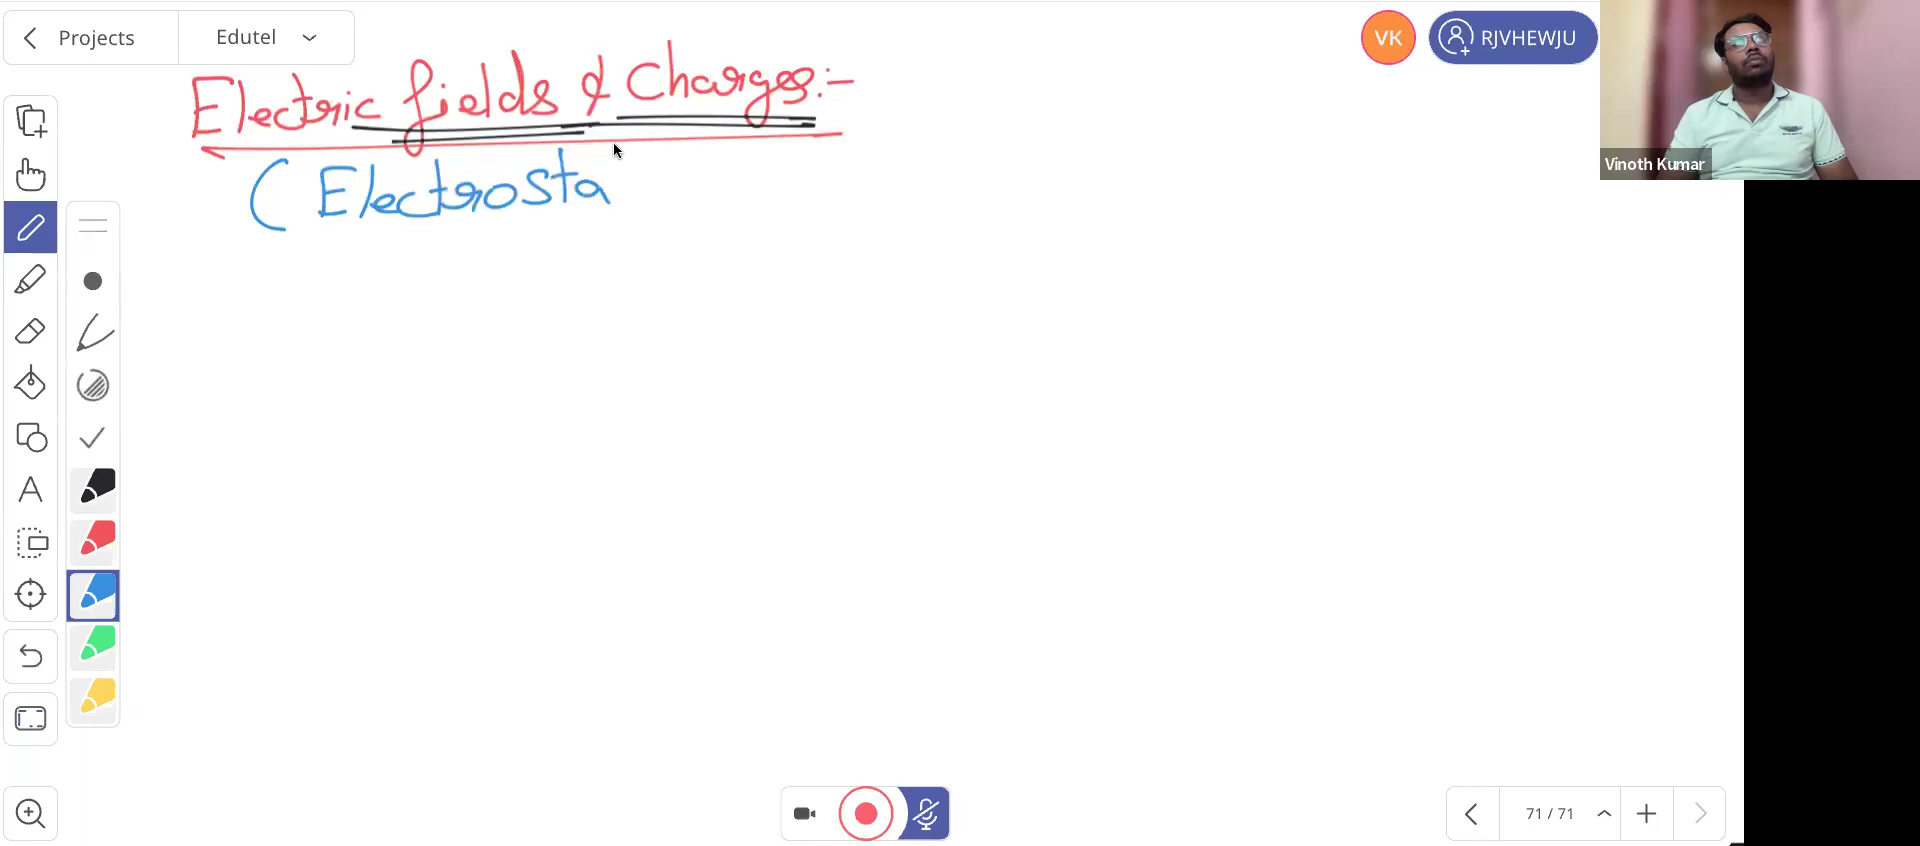 Projects
Edutel
VK
RJVHEWJU
Electric fields & Charges:-
(Electrosta
Vinoth Kumar
A
71 / 71